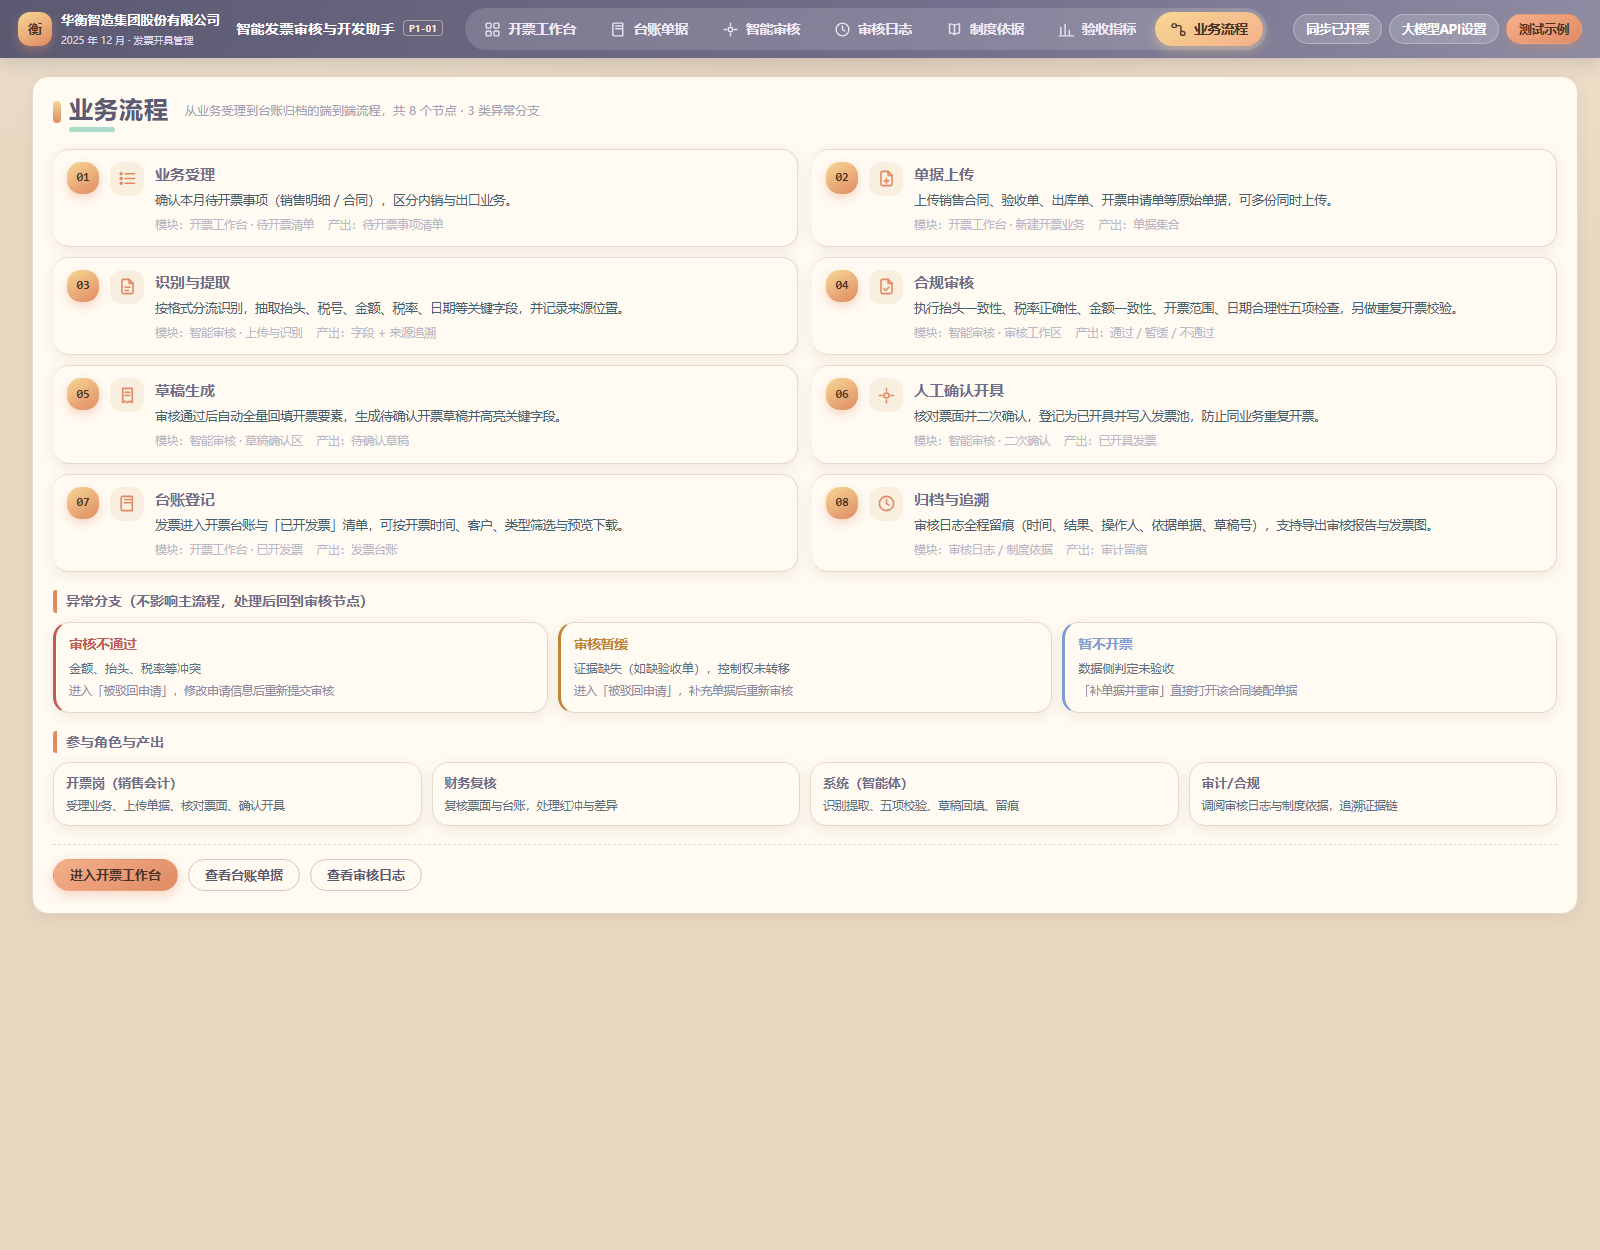 衡
华衡智造集团股份有限公司
2025 年 12 月 · 发票开具管理
智能发票审核与开发助手 P1-01
开票工作台 台账单据 智能审核 审核日志 制度依据 验收指标 业务流程
同步已开票 大模型API设置 测试示例
业务流程 从业务受理到台账归档的端到端流程，共 8 个节点 · 3 类异常分支
01 业务受理
确认本月待开票事项（销售明细 / 合同），区分内销与出口业务。
模块：开票工作台 · 待开票清单 产出：待开票事项清单
02 单据上传
上传销售合同、验收单、出库单、开票申请单等原始单据，可多份同时上传。
模块：开票工作台 · 新建开票业务 产出：单据集合
03 识别与提取
按格式分流识别，抽取抬头、税号、金额、税率、日期等关键字段，并记录来源位置。
模块：智能审核 · 上传与识别 产出：字段 + 来源追溯
04 合规审核
执行抬头一致性、税率正确性、金额一致性、开票范围、日期合理性五项检查，另做重复开票校验。
模块：智能审核 · 审核工作区 产出：通过 / 暂缓 / 不通过
05 草稿生成
审核通过后自动全量回填开票要素，生成待确认开票草稿并高亮关键字段。
模块：智能审核 · 草稿确认区 产出：待确认草稿
06 人工确认开具
核对票面并二次确认，登记为已开具并写入发票池，防止同业务重复开票。
模块：智能审核 · 二次确认 产出：已开具发票
07 台账登记
发票进入开票台账与「已开发票」清单，可按开票时间、客户、类型筛选与预览下载。
模块：开票工作台 · 已开发票 产出：发票台账
08 归档与追溯
审核日志全程留痕（时间、结果、操作人、依据单据、草稿号），支持导出审核报告与发票图。
模块：审核日志 / 制度依据 产出：审计留痕
异常分支（不影响主流程，处理后回到审核节点）
审核不通过
金额、抬头、税率等冲突
进入「被驳回申请」，修改申请信息后重新提交审核
审核暂缓
证据缺失（如缺验收单），控制权未转移
进入「被驳回申请」，补充单据后重新审核
暂不开票
数据侧判定未验收
「补单据并重审」直接打开该合同装配单据
参与角色与产出
开票岗（销售会计）
受理业务、上传单据、核对票面、确认开具
财务复核
复核票面与台账，处理红冲与差异
系统（智能体）
识别提取、五项校验、草稿回填、留痕
审计/合规
调阅审核日志与制度依据，追溯证据链
进入开票工作台 查看台账单据 查看审核日志